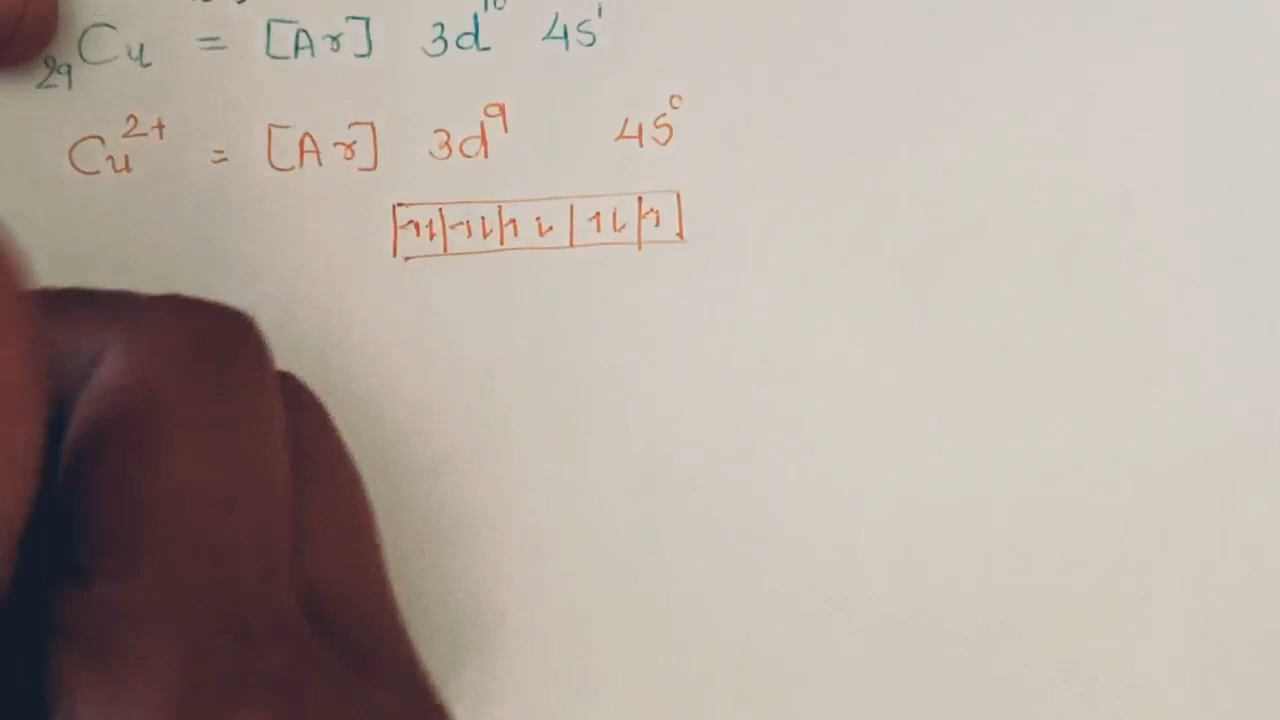 ₂₉Cu = [Ar] 3d¹⁰ 4s¹
Cu²⁺ = [Ar] 3d⁹ 4s⁰